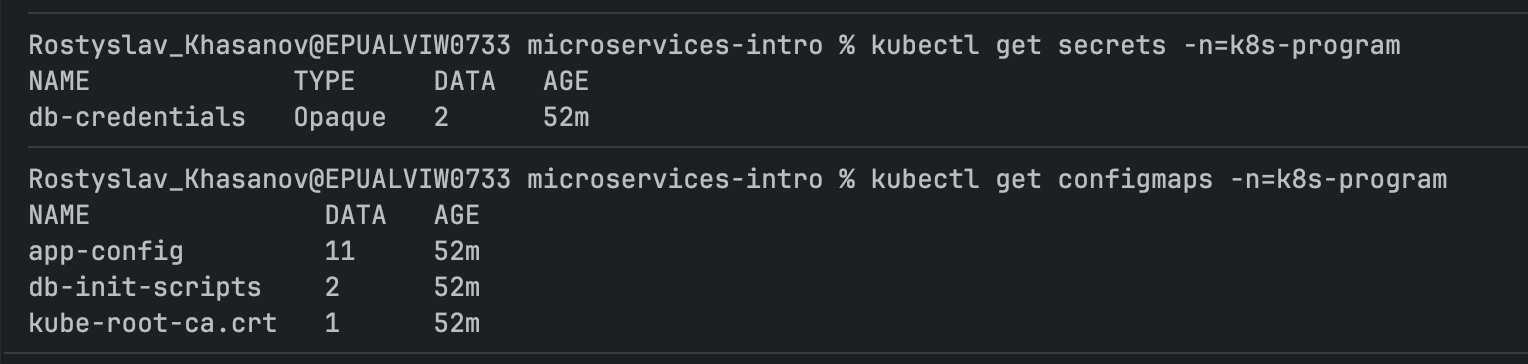 Rostyslav_Khasanov@EPUALVIW0733 microservices-intro % kubectl get secrets -n=k8s-program
NAME             TYPE     DATA   AGE
db-credentials   Opaque   2      52m
Rostyslav_Khasanov@EPUALVIW0733 microservices-intro % kubectl get configmaps -n=k8s-program
NAME               DATA   AGE
app-config         11     52m
db-init-scripts    2      52m
kube-root-ca.crt   1      52m